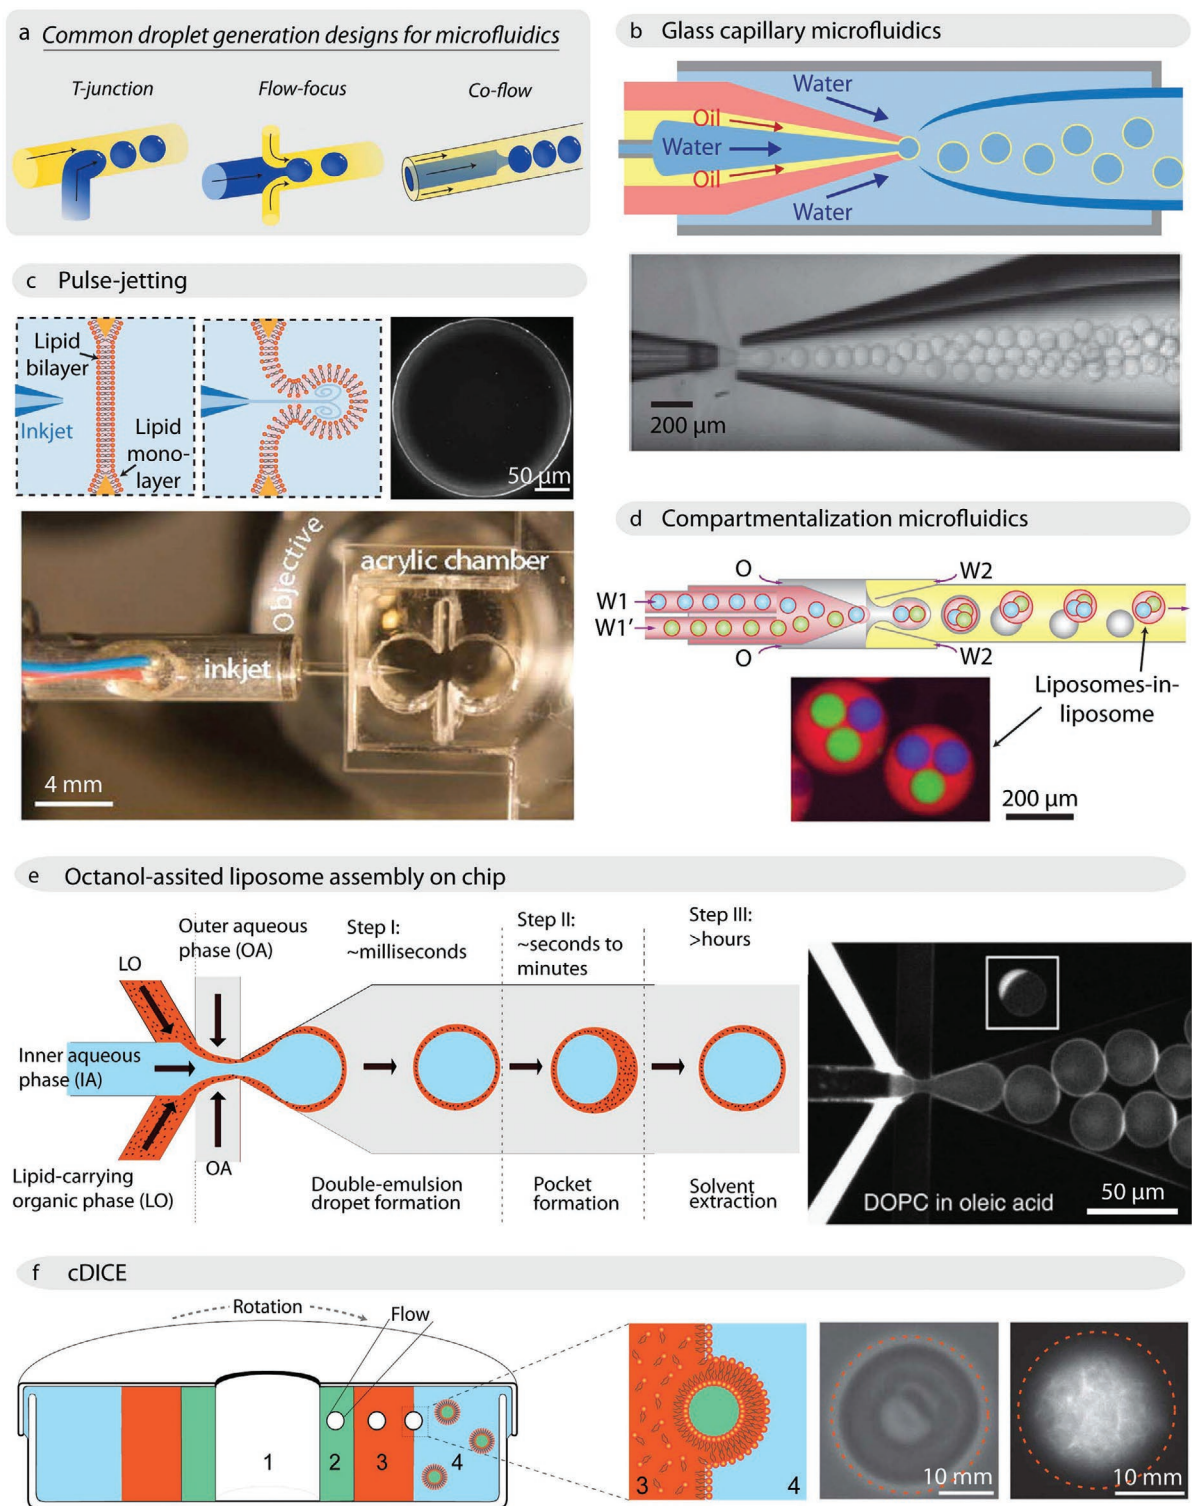 a Common droplet generation designs for microfluidics
T-junction
Flow-focus
Co-flow
b Glass capillary microfluidics
Water
Oil
Water
Oil
Water
200 μm
c Pulse-jetting
Lipid
bilayer
Inkjet
Lipid
mono-
layer
50 μm
Objective
acrylic chamber
inkjet
4 mm
d Compartmentalization microfluidics
O
W2
W1
W1'
O
W2
Liposomes-in-
liposome
200 μm
e Octanol-assited liposome assembly on chip
Outer aqueous
phase (OA)
Step I:
~milliseconds
Step II:
~seconds to
minutes
Step III:
>hours
LO
Inner aqueous
phase (IA)
OA
Lipid-carrying
organic phase (LO)
Double-emulsion
dropet formation
Pocket
formation
Solvent
extraction
DOPC in oleic acid
50 μm
f cDICE
Rotation
Flow
1
2
3
4
3
4
10 mm
10 mm